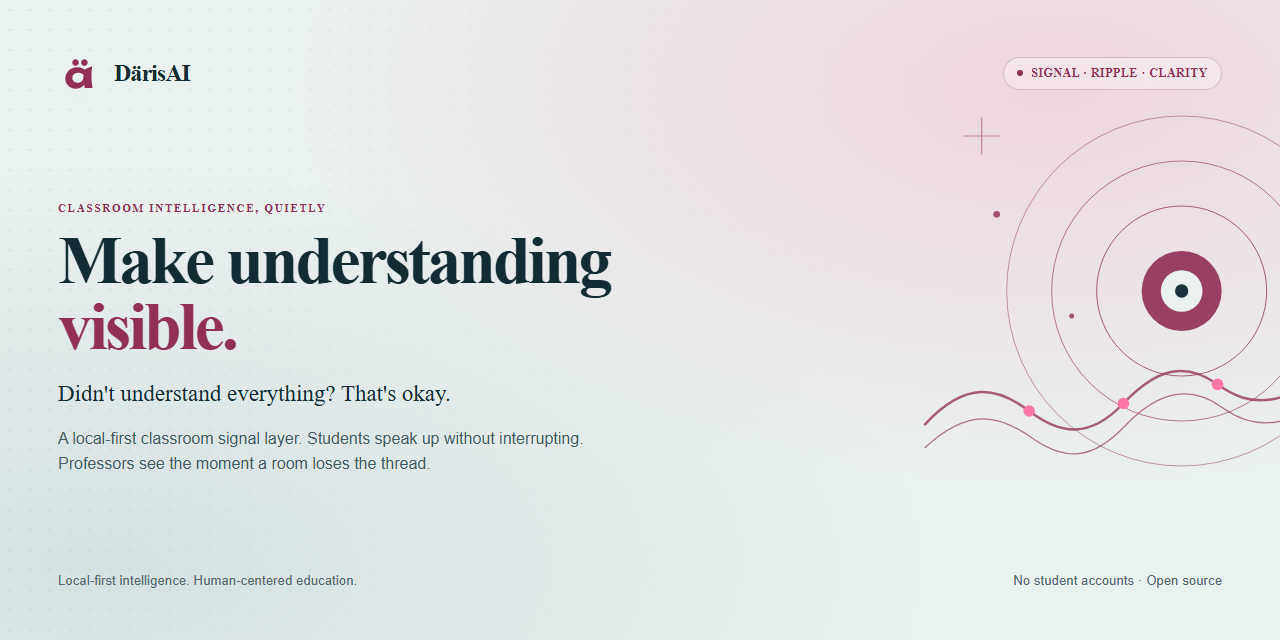 ä DärisAI
SIGNAL · RIPPLE · CLARITY
CLASSROOM INTELLIGENCE, QUIETLY
Make understanding
visible.
Didn't understand everything? That's okay.
A local-first classroom signal layer. Students speak up without interrupting.
Professors see the moment a room loses the thread.
Local-first intelligence. Human-centered education.
No student accounts · Open source